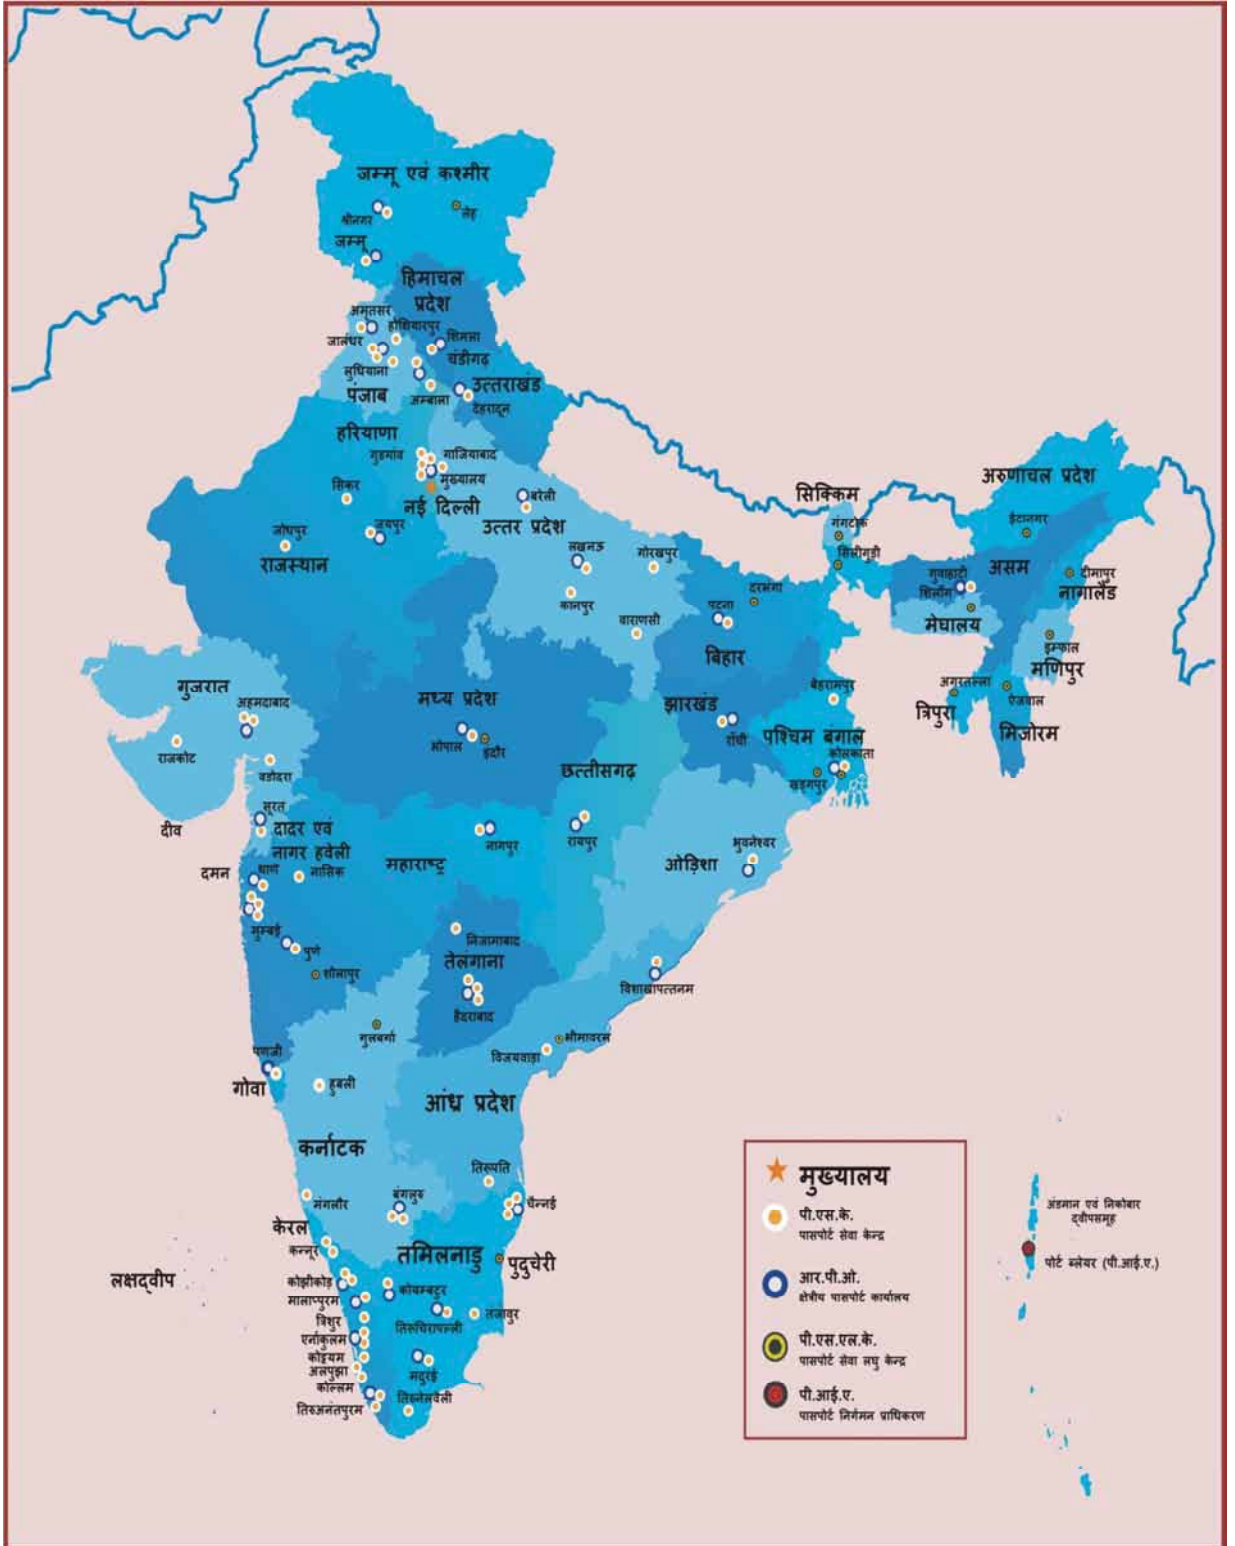 जम्मू एवं कश्मीर
श्रीनगर
लेह
जम्मू
हिमाचल
प्रदेश
अमृतसर
होशियारपुर
शिमला
जालंधर
चंडीगढ़
लुधियाना
पंजाब
अम्बाला
उत्तराखंड
देहरादून
हरियाणा
गुड़गांव
गाजियाबाद
मुख्यालय
नई दिल्ली
सिकर
बरेली
उत्तर प्रदेश
जयपुर
जोधपुर
राजस्थान
लखनऊ
गोरखपुर
कानपुर
वाराणसी
सिक्किम
गंगटोक
सिलीगुड़ी
अरुणाचल प्रदेश
ईटानगर
असम
गुवाहाटी
शिलाँग
दीमापुर
नागालैंड
मेघालय
इम्फाल
मणिपुर
अगरतल्ला
त्रिपुरा
ऐजवाल
मिजोरम
दरभंगा
पटना
बिहार
झारखंड
राँची
बेहरामपुर
पश्चिम बंगाल
कोलकाता
खड़गपुर
गुजरात
अहमदाबाद
राजकोट
वडोदरा
सूरत
दीव
दादर एवं
नागर हवेली
दमन
मध्य प्रदेश
भोपाल
इंदौर
छत्तीसगढ़
रायपुर
नागपुर
महाराष्ट्र
थाणे
नासिक
मुम्बई
पुणे
शोलापुर
भुवनेश्वर
ओड़िशा
निजामाबाद
तेलंगाना
हैदराबाद
विशाखापत्तनम
गुलबर्गा
भीमावरम
विजयवाड़ा
पणजी
गोवा
हुबली
आंध्र प्रदेश
कर्नाटक
तिरुपति
मंगलौर
बंगलुरु
चैन्नई
केरल
कन्नूर
तमिलनाडु
पुदुचेरी
लक्षद्वीप
कोझीकोड़
कोयम्बटूर
मालाप्पुरम
त्रिशुर
तिरूचिरापल्ली
तंजावुर
एर्नाकुलम
कोट्टयम
अलपुझा
मदुरई
कोल्लम
तिरुनेलवेली
तिरुअनंतपुरम
मुख्यालय
पी.एस.के.
पासपोर्ट सेवा केन्द्र
आर.पी.ओ.
क्षेत्रीय पासपोर्ट कार्यालय
पी.एस.एल.के.
पासपोर्ट सेवा लघु केन्द्र
पी.आई.ए.
पासपोर्ट निर्गमन प्राधिकरण
अंडमान एवं निकोबार
द्वीपसमूह
पोर्ट ब्लेयर (पी.आई.ए.)